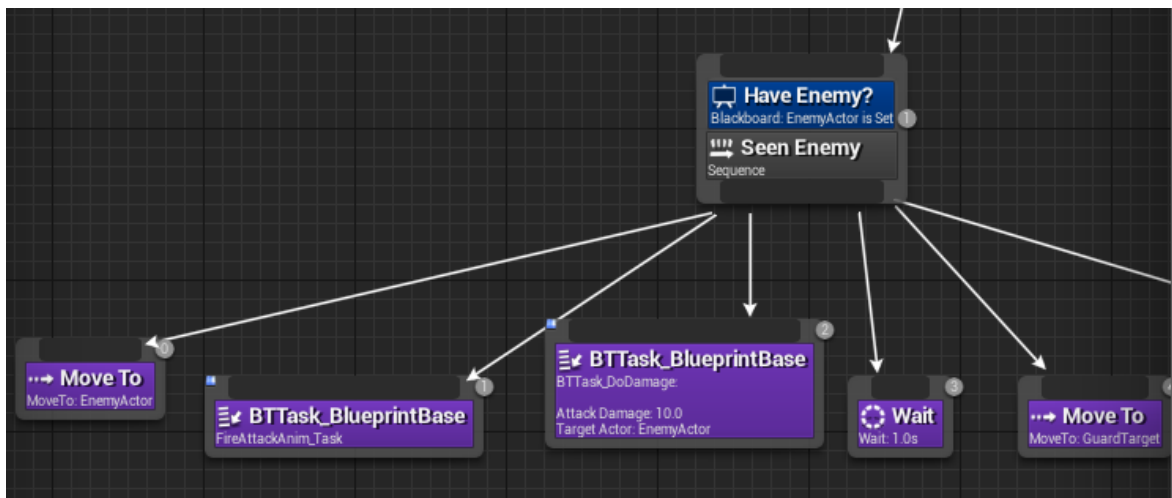 Have Enemy?
Blackboard: EnemyActor is Set
1
Seen Enemy
Sequence
0
Move To
MoveTo: EnemyActor
1
BTTask_BlueprintBase
FireAttackAnim_Task
2
BTTask_BlueprintBase
BTTask_DoDamage:
Attack Damage: 10.0
Target Actor: EnemyActor
3
Wait
Wait: 1.0s
Move To
MoveTo: GuardTarget